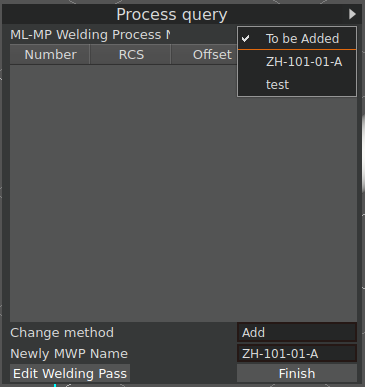 Process query
ML-MP Welding Process N
To be Added
ZH-101-01-A
test
Number RCS Offset
Change method Add
Newly MWP Name ZH-101-01-A
Edit Welding Pass Finish